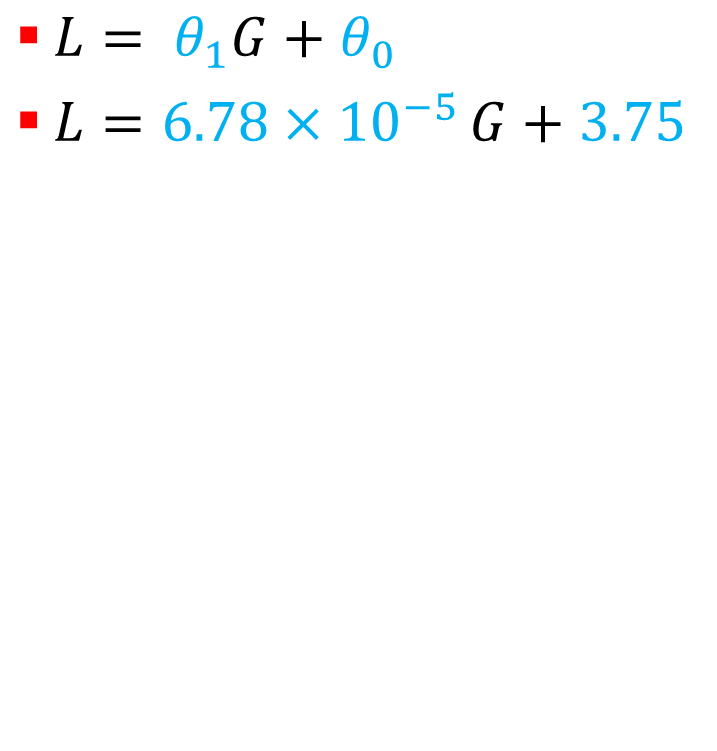 ▪ L = θ₁G + θ₀
▪ L = 6.78 × 10⁻⁵ G + 3.75